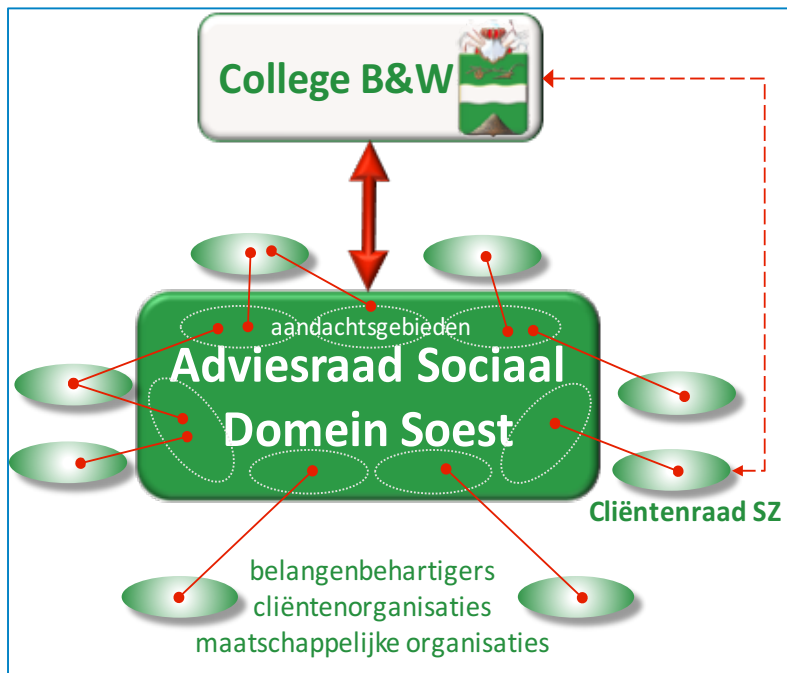 College B&W
aandachtsgebieden
Adviesraad Sociaal
Domein Soest
Cliëntenraad SZ
belangenbehartigers
cliëntenorganisaties
maatschappelijke organisaties